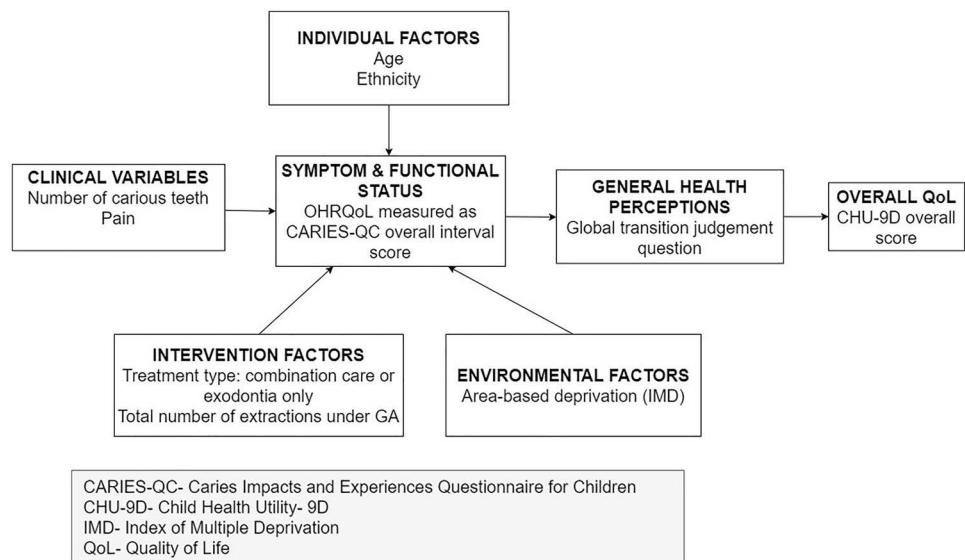 INDIVIDUAL FACTORS
Age
Ethnicity
CLINICAL VARIABLES
Number of carious teeth
Pain
SYMPTOM & FUNCTIONAL
STATUS
OHRQoL measured as
CARIES-QC overall interval
score
GENERAL HEALTH
PERCEPTIONS
Global transition judgement
question
OVERALL QoL
CHU-9D overall
score
INTERVENTION FACTORS
Treatment type: combination care or
exodontia only
Total number of extractions under GA
ENVIRONMENTAL FACTORS
Area-based deprivation (IMD)
CARIES-QC- Caries Impacts and Experiences Questionnaire for Children
CHU-9D- Child Health Utility- 9D
IMD- Index of Multiple Deprivation
QoL- Quality of Life